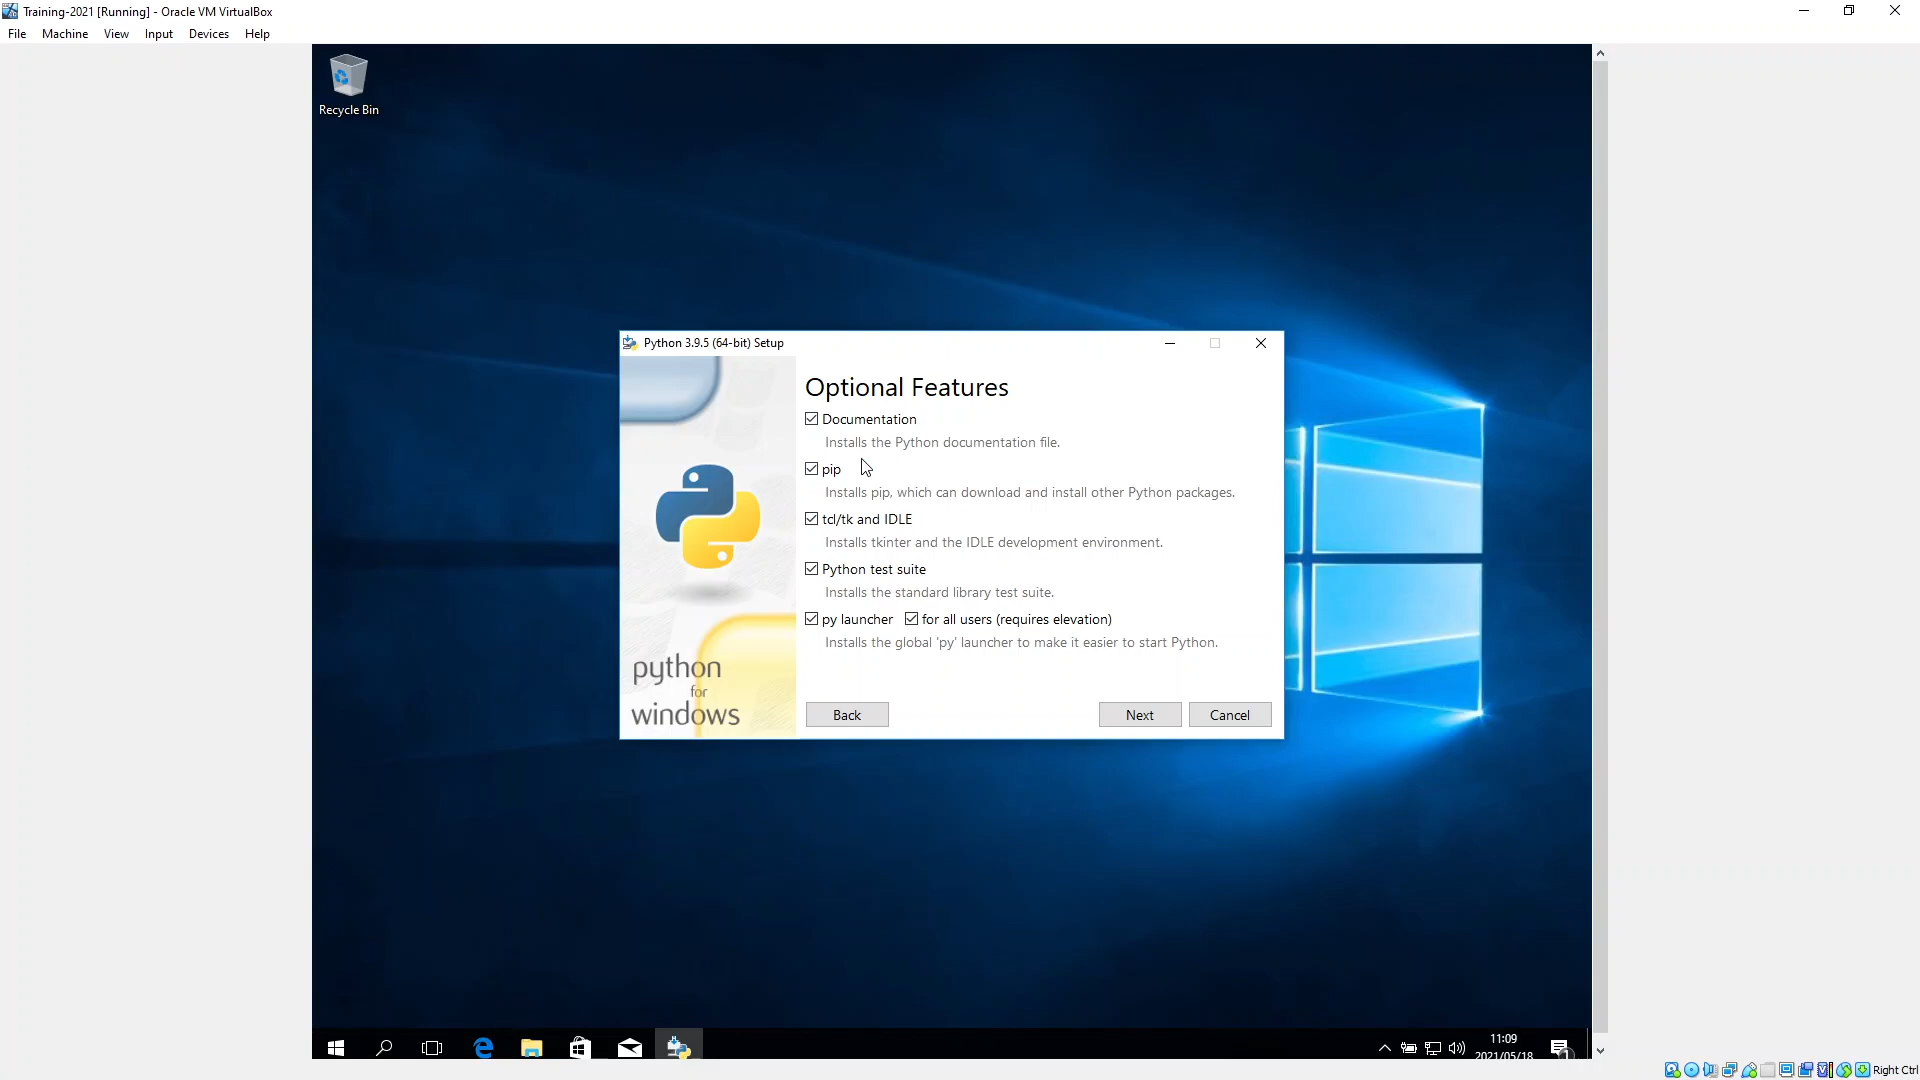 Training-2021 [Running] - Oracle VM VirtualBox
File Machine View Input Devices Help
Recycle Bin
Python 3.9.5 (64-bit) Setup
Optional Features
Documentation
Installs the Python documentation file.
pip
Installs pip, which can download and install other Python packages.
tcl/tk and IDLE
Installs tkinter and the IDLE development environment.
Python test suite
Installs the standard library test suite.
py launcher for all users (requires elevation)
Installs the global 'py' launcher to make it easier to start Python.
python
for
windows
Back Next Cancel
11:09
2021/05/18
1
Right Ctrl